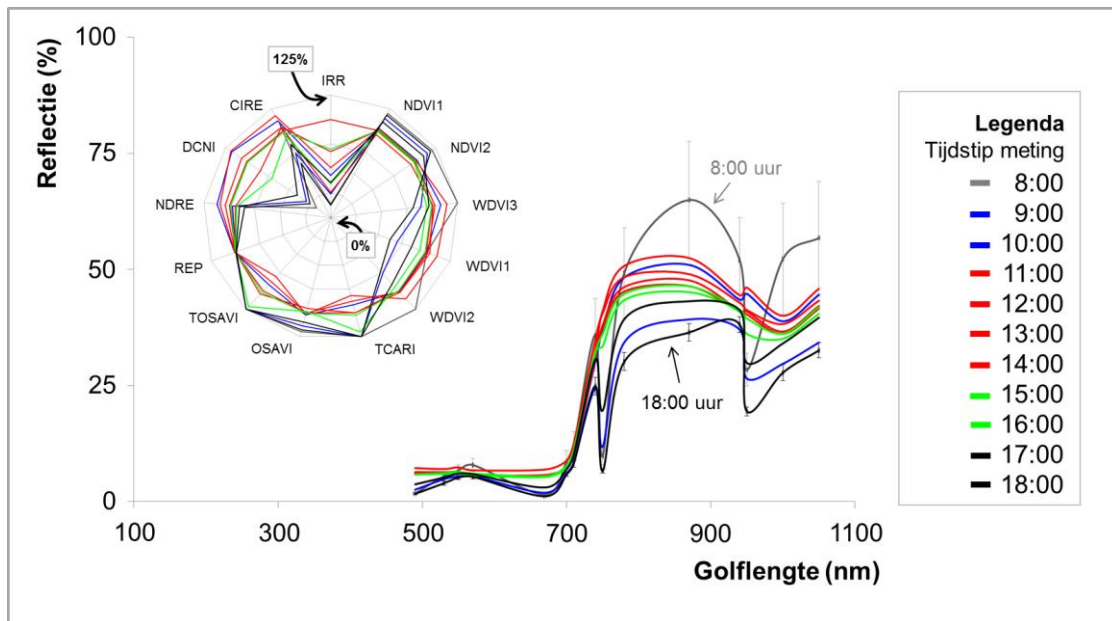 100
75
50
25
0
Reflectie (%)
100
300
500
700
900
1100
Golflengte (nm)
125%
0%
IRR
NDVI1
NDVI2
WDVI3
WDVI1
WDVI2
TCARI
OSAVI
TOSAVI
REP
NDRE
DCNI
CIRE
8:00 uur
18:00 uur
Legenda
Tijdstip meting
8:00
9:00
10:00
11:00
12:00
13:00
14:00
15:00
16:00
17:00
18:00